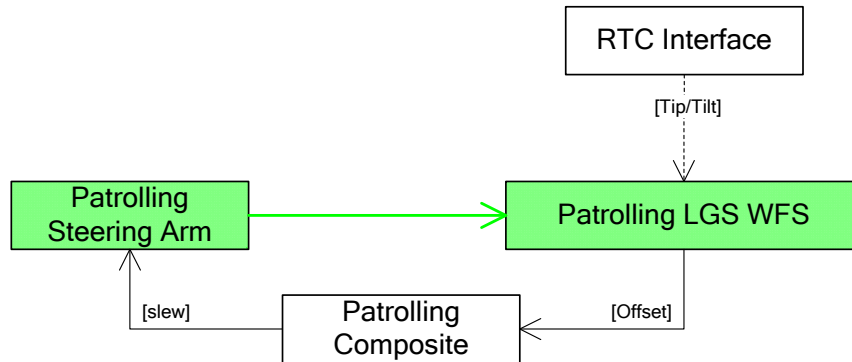 RTC Interface
[Tip/Tilt]
Patrolling
Steering Arm
Patrolling LGS WFS
[slew]
[Offset]
Patrolling
Composite